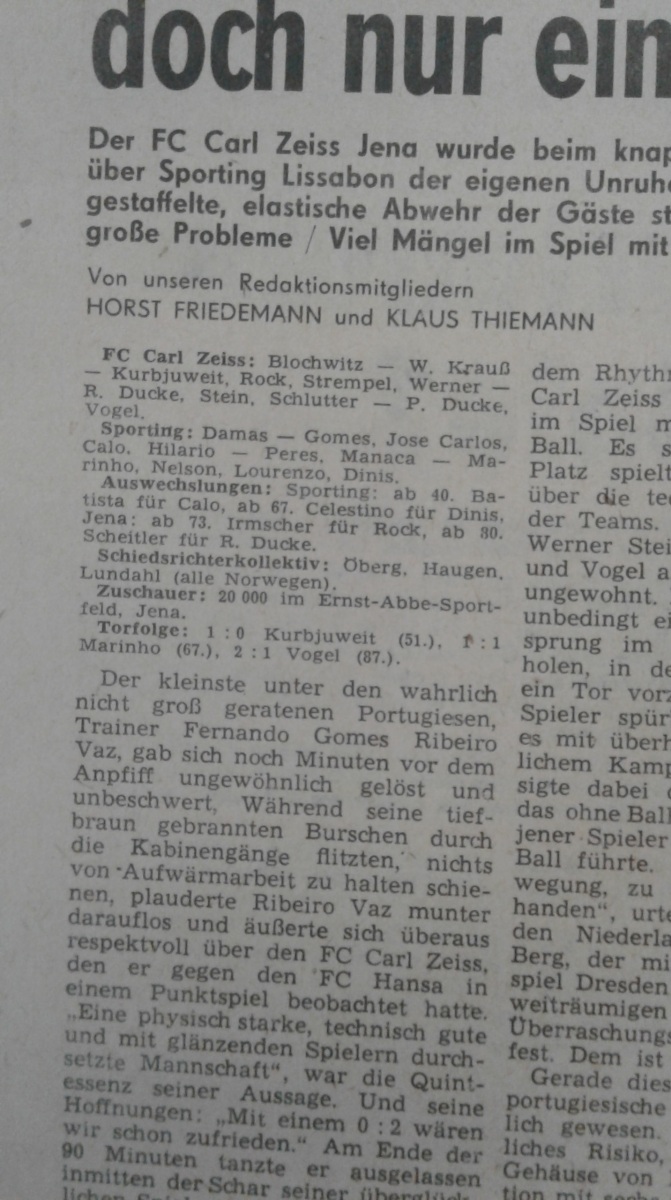 doch nur ein
Der FC Carl Zeiss Jena wurde beim knap
über Sporting Lissabon der eigenen Unruhe
gestaffelte, elastische Abwehr der Gäste st
große Probleme / Viel Mängel im Spiel mit
Von unseren Redaktionsmitgliedern
HORST FRIEDEMANN und KLAUS THIEMANN
FC Carl Zeiss: Blochwitz — W. Krauß
— Kurbjuweit, Rock, Strempel, Werner —
R. Ducke, Stein, Schlutter — P. Ducke,
Vogel.
Sporting: Damas — Gomes, Jose Carlos,
Calo, Hilario — Peres, Manaca — Ma-
rinho, Nelson, Lourenzo, Dinis.
Auswechslungen: Sporting: ab 40. Ba-
tista für Calo, ab 67. Celestino für Dinis,
Jena: ab 73. Irmscher für Rock, ab 80.
Scheitler für R. Ducke.
Schiedsrichterkollektiv: Öberg, Haugen,
Lundahl (alle Norwegen).
Zuschauer: 20 000 im Ernst-Abbe-Sport-
feld, Jena.
Torfolge: 1 : 0 Kurbjuweit (51.), 1 : 1
Marinho (67.), 2 : 1 Vogel (87.).
Der kleinste unter den wahrlich
nicht groß geratenen Portugiesen,
Trainer Fernando Gomes Ribeiro
Vaz, gab sich noch Minuten vor dem
Anpfiff ungewöhnlich gelöst und
unbeschwert. Während seine tief-
braun gebrannten Burschen durch
die Kabinengänge flitzten, nichts
von Aufwärmarbeit zu halten schie-
nen, plauderte Ribeiro Vaz munter
darauflos und äußerte sich überaus
respektvoll über den FC Carl Zeiss,
den er gegen den FC Hansa in
einem Punktspiel beobachtet hatte.
„Eine physisch starke, technisch gute
und mit glänzenden Spielern durch-
setzte Mannschaft“, war die Quint-
essenz seiner Aussage. Und seine
Hoffnungen: „Mit einem 0 : 2 wären
wir schon zufrieden.“ Am Ende der
90 Minuten tanzte er ausgelassen
inmitten der Schar seiner überglück-
dem Rhythm
Carl Zeiss
im Spiel m
Ball. Es s
Platz spielt
über die tec
der Teams.
Werner Stei
und Vogel a
ungewohnt.
unbedingt ei
sprung im
holen, in de
ein Tor vorz
Spieler spür
es mit überh
lichem Kamp
sigte dabei
das ohne Ball
jener Spieler
Ball führte.
wegung, zu
handen“, urte
den Niederla
Berg, der mi
spiel Dresden
weiträumigen
Überraschungs
fest. Dem ist
Gerade dies
portugiesische
lich gewesen.
liches Risiko,
Gehäuse von